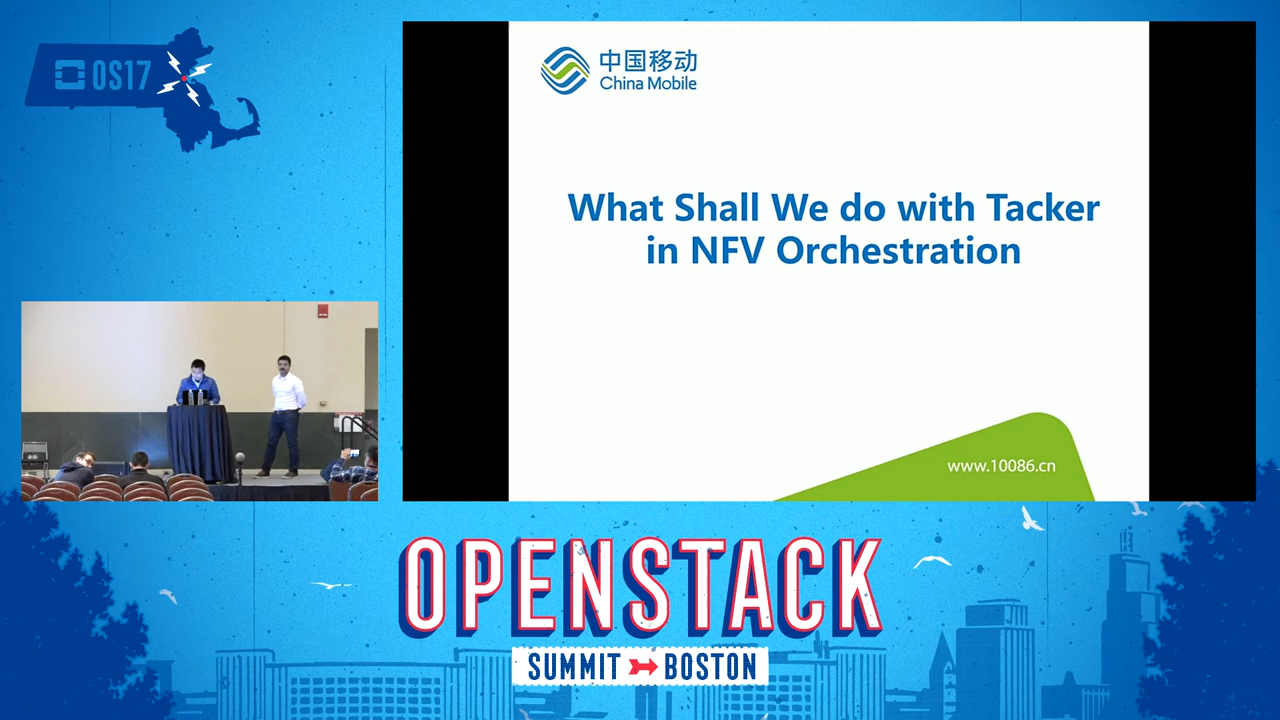 OS17
中国移动
China Mobile
What Shall We do with Tacker
in NFV Orchestration
www.10086.cn
OPENSTACK
SUMMIT BOSTON